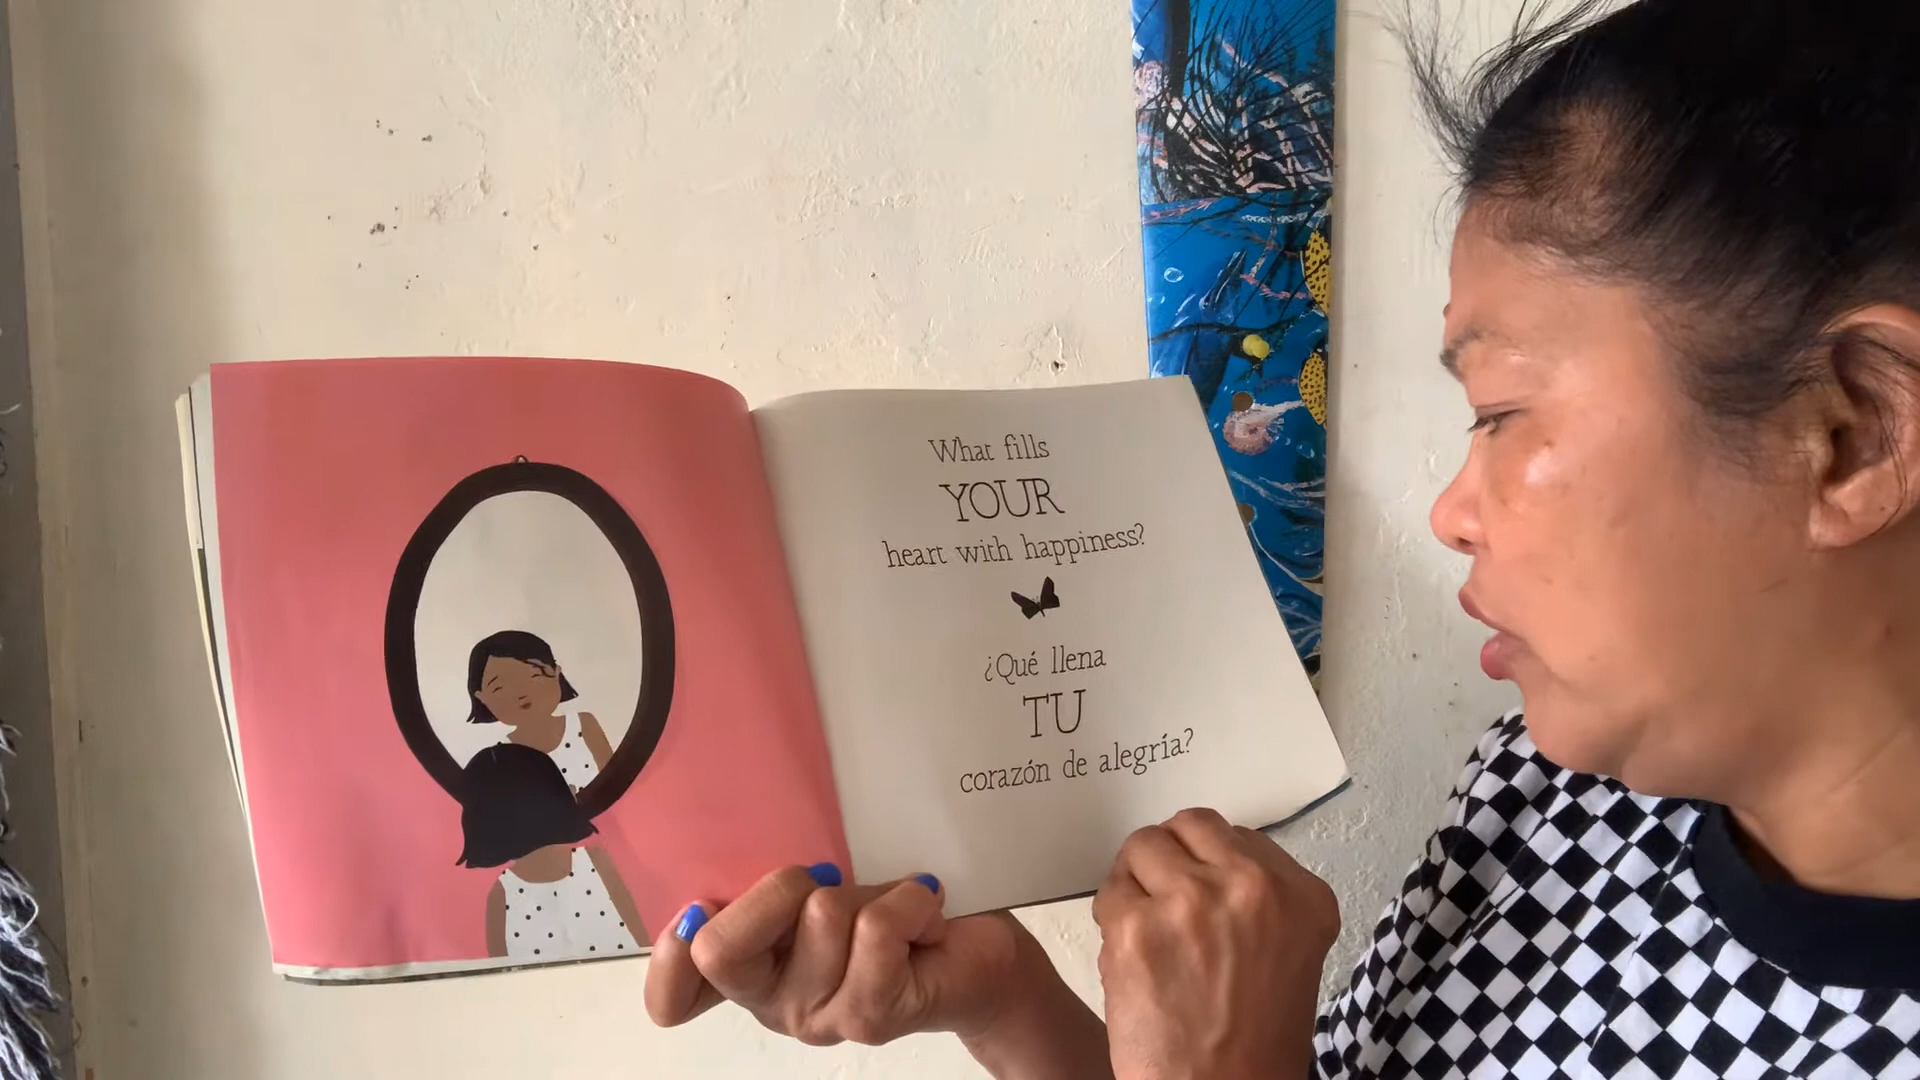 What fills
YOUR
heart with happiness?
¿Qué llena
TU
corazón de alegría?